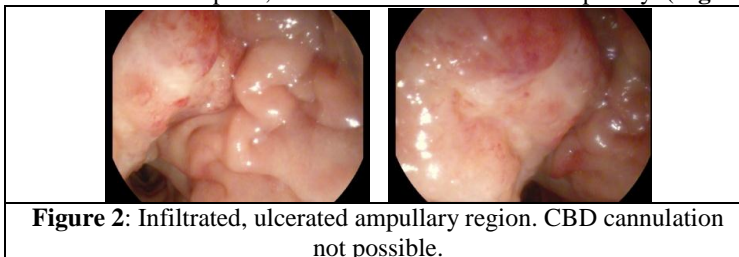 Figure 2: Infiltrated, ulcerated ampullary region. CBD cannulation
not possible.